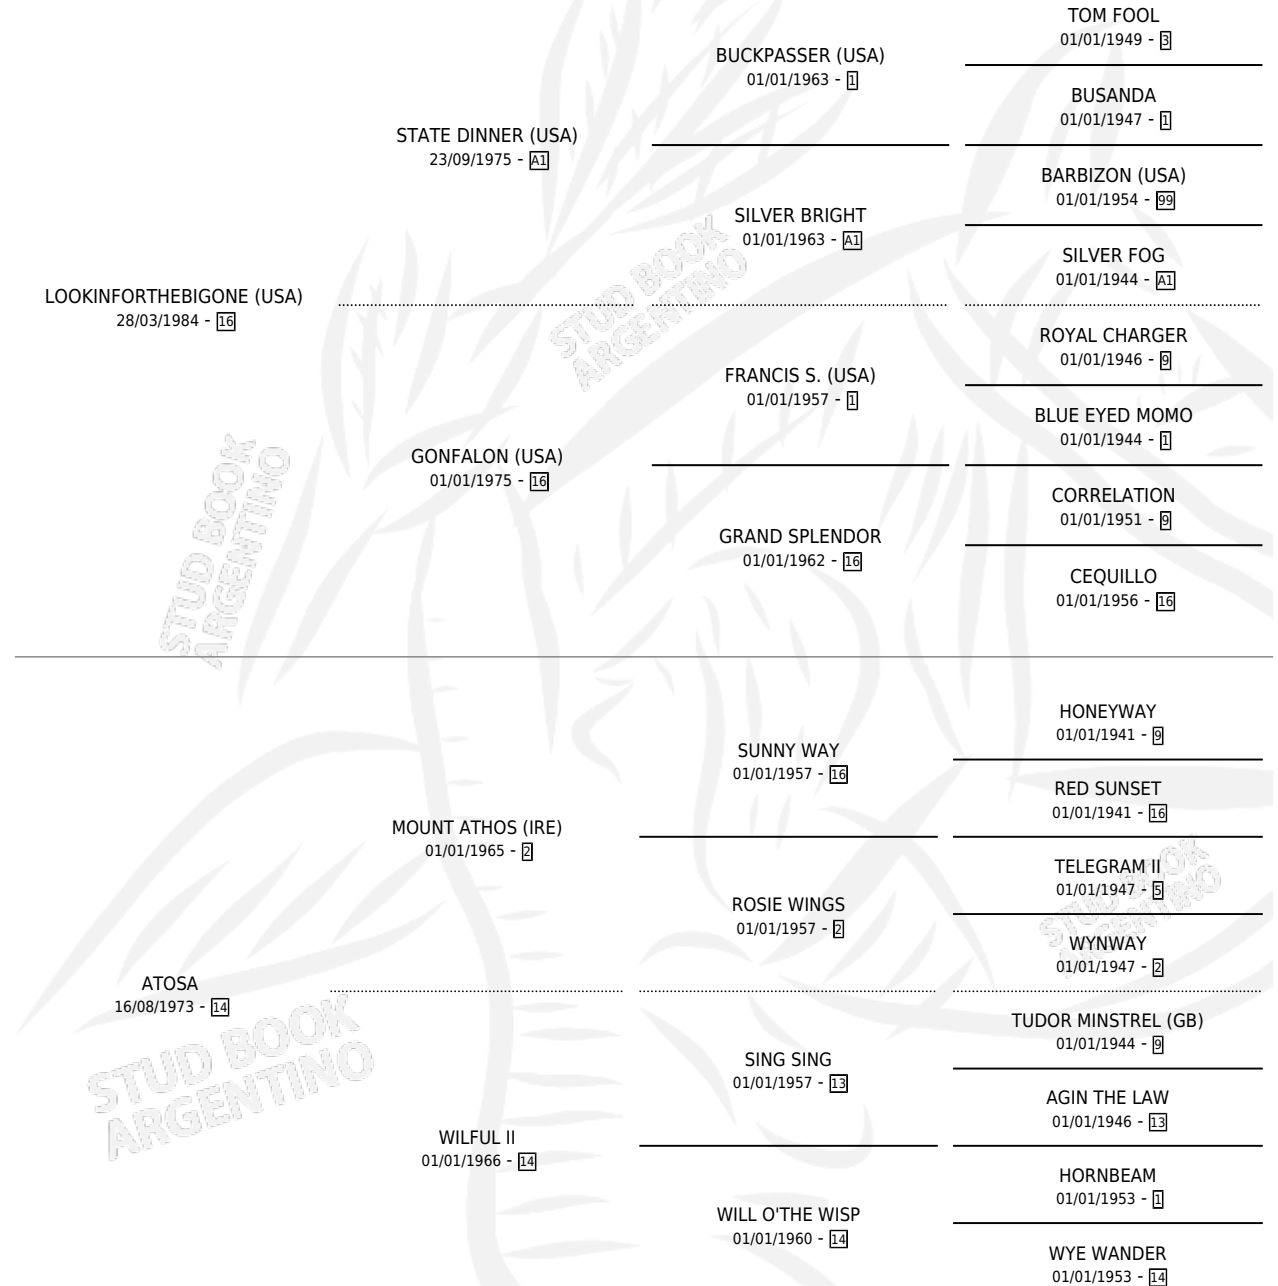 TOM FOOL
01/01/1949 - 3
BUCKPASSER (USA)
01/01/1963 - 1
BUSANDA
01/01/1947 - 1
STATE DINNER (USA)
23/09/1975 - A1
BARBIZON (USA)
01/01/1954 - 99
SILVER BRIGHT
01/01/1963 - A1
SILVER FOG
01/01/1944 - A1
LOOKINFORTHEBIGONE (USA)
28/03/1984 - 16
STUD BOOK
ARGENTINO
ROYAL CHARGER
01/01/1946 - 9
FRANCIS S. (USA)
01/01/1957 - 1
BLUE EYED MOMO
01/01/1944 - 1
GONFALON (USA)
01/01/1975 - 16
CORRELATION
01/01/1951 - 9
GRAND SPLENDOR
01/01/1962 - 16
CEQUILLO
01/01/1956 - 16
STUD BOOK
ARGENTINO
HONEYWAY
01/01/1941 - 9
SUNNY WAY
01/01/1957 - 16
RED SUNSET
01/01/1941 - 16
MOUNT ATHOS (IRE)
01/01/1965 - 2
TELEGRAM II
01/01/1947 - 5
ROSIE WINGS
01/01/1957 - 2
WYNWAY
01/01/1947 - 2
STUD BOOK
ARGENTINO
ATOSA
16/08/1973 - 14
TUDOR MINSTREL (GB)
01/01/1944 - 9
SING SING
01/01/1957 - 13
AGIN THE LAW
01/01/1946 - 13
STUD BOOK
ARGENTINO
WILFUL II
01/01/1966 - 14
HORNBEAM
01/01/1953 - 1
WILL O'THE WISP
01/01/1960 - 14
WYE WANDER
01/01/1953 - 14